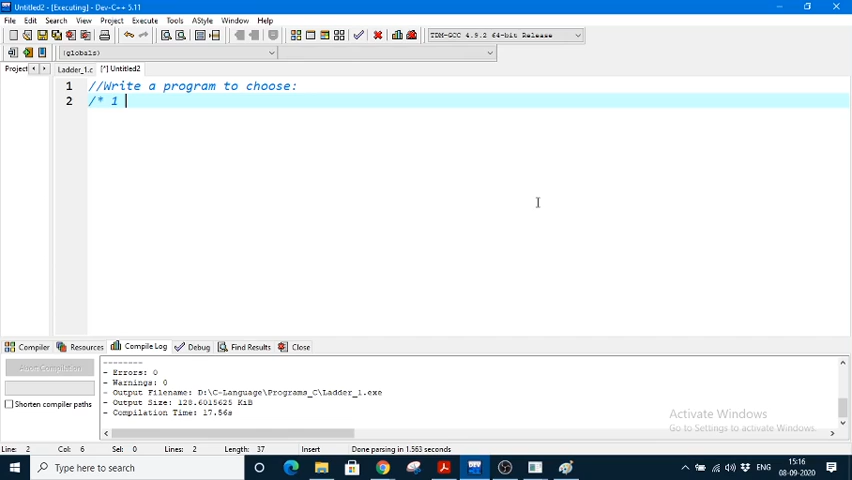 Untitled2 - [Executing] - Dev-C++ 5.11
File Edit Search View Project Execute Tools AStyle Window Help
TDM-GCC 4.9.2 64-bit Release
(globals)
Project Ladder_1.c [*] Untitled2
1 //Write a program to choose:
2 /* 1
Compiler Resources Compile Log Debug Find Results Close
Abort Compilation
Shorten compiler paths
--------
- Errors: 0
- Warnings: 0
- Output Filename: D:\C-Language\Programs_C\Ladder_1.exe
- Output Size: 128.6015625 KiB
- Compilation Time: 17.56s
Activate Windows
Go to Settings to activate Windows.
Line: 2 Col: 6 Sel: 0 Lines: 2 Length: 37 Insert Done parsing in 1.563 seconds
Type here to search
ENG
15:16
08-09-2020